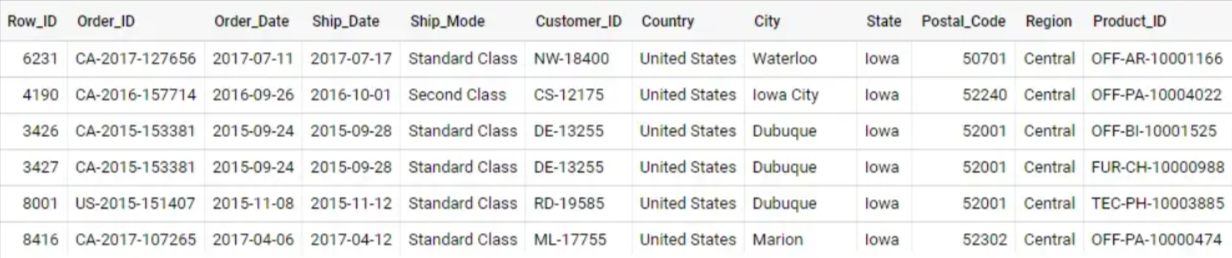 Row_ID Order_ID Order_Date Ship_Date Ship_Mode Customer_ID Country City State Postal_Code Region Product_ID
6231 CA-2017-127656 2017-07-11 2017-07-17 Standard Class NW-18400 United States Waterloo Iowa 50701 Central OFF-AR-10001166
4190 CA-2016-157714 2016-09-26 2016-10-01 Second Class CS-12175 United States Iowa City Iowa 52240 Central OFF-PA-10004022
3426 CA-2015-153381 2015-09-24 2015-09-28 Standard Class DE-13255 United States Dubuque Iowa 52001 Central OFF-BI-10001525
3427 CA-2015-153381 2015-09-24 2015-09-28 Standard Class DE-13255 United States Dubuque Iowa 52001 Central FUR-CH-10000988
8001 US-2015-151407 2015-11-08 2015-11-12 Standard Class RD-19585 United States Dubuque Iowa 52001 Central TEC-PH-10003885
8416 CA-2017-107265 2017-04-06 2017-04-12 Standard Class ML-17755 United States Marion Iowa 52302 Central OFF-PA-10000474